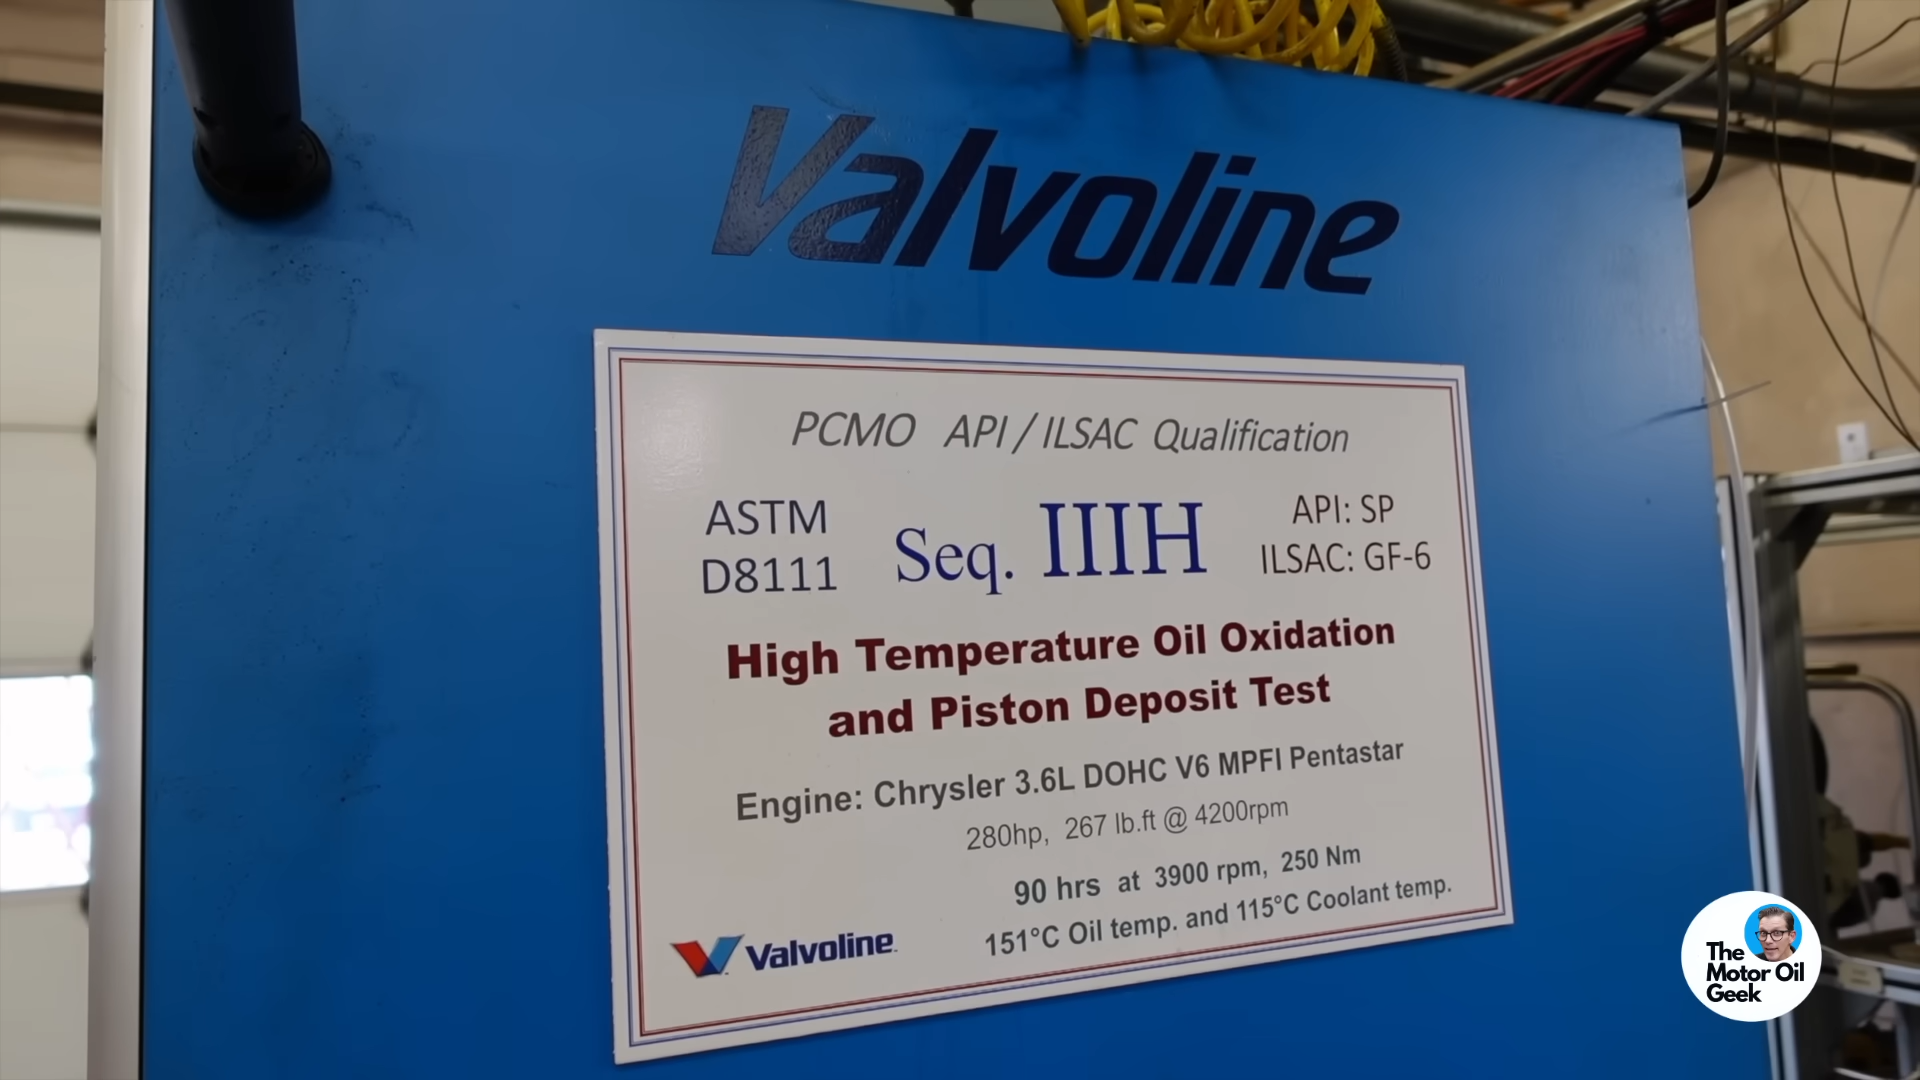 Valvoline
PCMO API / ILSAC Qualification
ASTM
D8111
Seq. IIIH
API: SP
ILSAC: GF-6
High Temperature Oil Oxidation
and Piston Deposit Test
Engine: Chrysler 3.6L DOHC V6 MPFI Pentastar
280hp, 267 lb.ft @ 4200rpm
90 hrs at 3900 rpm, 250 Nm
151°C Oil temp. and 115°C Coolant temp.
Valvoline
The
Motor Oil
Geek